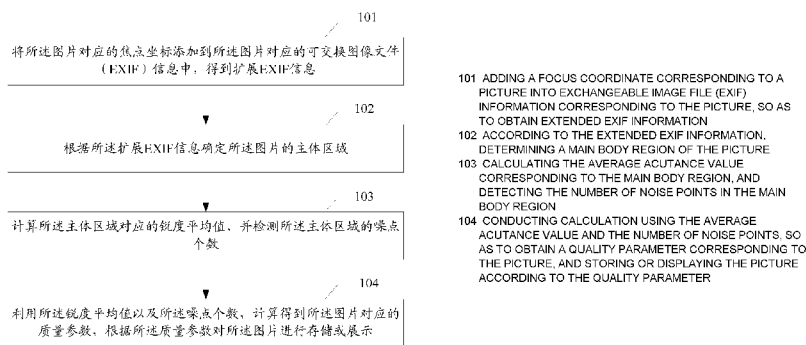 101
将所述图片对应的焦点坐标添加到所述图片对应的可交换图像文件
（EXIF）信息中，得到扩展EXIF信息
102
根据所述扩展EXIF信息确定所述图片的主体区域
103
计算所述主体区域对应的锐度平均值、并检测所述主体区域的噪点
个数
104
利用所述锐度平均值以及所述噪点个数，计算得到所述图片对应的
质量参数，根据所述质量参数对所述图片进行存储或展示
101 ADDING A FOCUS COORDINATE CORRESPONDING TO A
PICTURE INTO EXCHANGEABLE IMAGE FILE (EXIF)
INFORMATION CORRESPONDING TO THE PICTURE, SO AS
TO OBTAIN EXTENDED EXIF INFORMATION
102 ACCORDING TO THE EXTENDED EXIF INFORMATION,
DETERMINING A MAIN BODY REGION OF THE PICTURE
103 CALCULATING THE AVERAGE ACUTANCE VALUE
CORRESPONDING TO THE MAIN BODY REGION, AND
DETECTING THE NUMBER OF NOISE POINTS IN THE MAIN
BODY REGION
104 CONDUCTING CALCULATION USING THE AVERAGE
ACUTANCE VALUE AND THE NUMBER OF NOISE POINTS, SO
AS TO OBTAIN A QUALITY PARAMETER CORRESPONDING TO
THE PICTURE, AND STORING OR DISPLAYING THE PICTURE
ACCORDING TO THE QUALITY PARAMETER